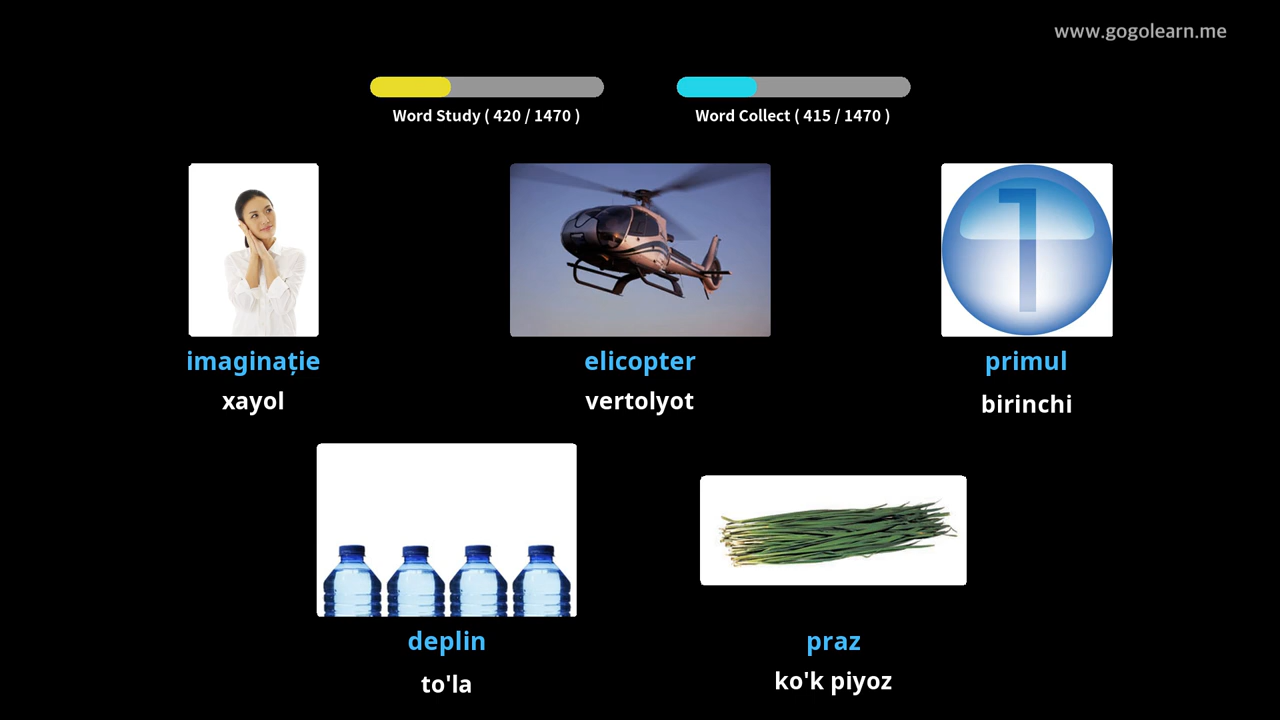 www.gogolearn.me
Word Study ( 420 / 1470 )
Word Collect ( 415 / 1470 )
1
imaginație
elicopter
primul
xayol
vertolyot
birinchi
deplin
praz
to'la
ko'k piyoz